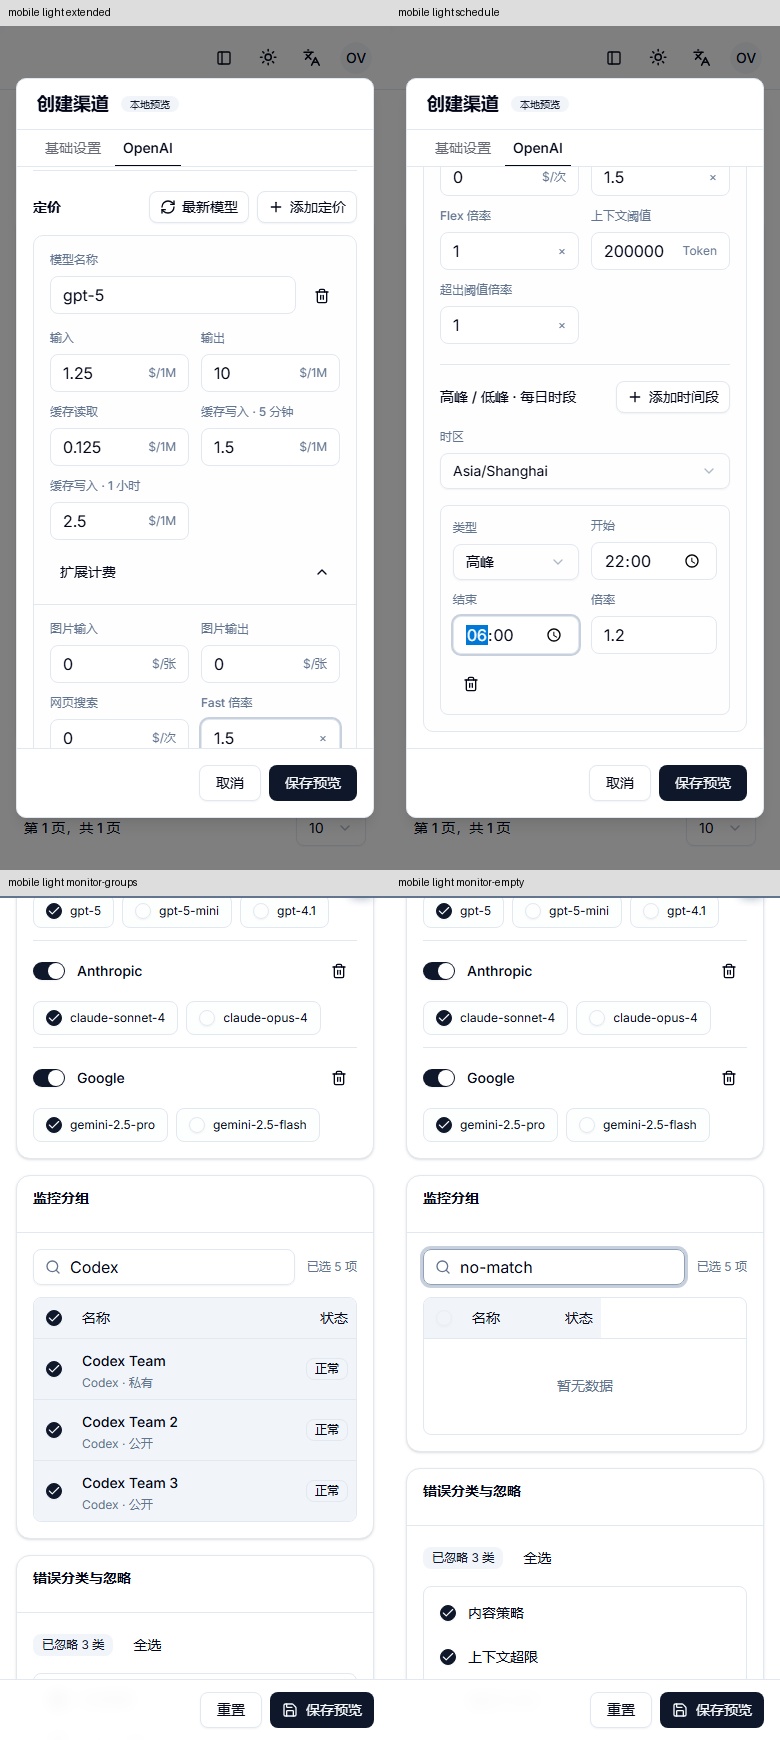 mobile light extended
OV
创建渠道 本地预览
基础设置 OpenAI
定价 最新模型 添加定价
模型名称
gpt-5
输入 输出
1.25 $/1M 10 $/1M
缓存读取 缓存写入 · 5 分钟
0.125 $/1M 1.5 $/1M
缓存写入 · 1 小时
2.5 $/1M
扩展计费
图片输入 图片输出
0 $/张 0 $/张
网页搜索 Fast 倍率
0 $/次 1.5 ×
取消 保存预览
第 1 页，共 1 页 10
mobile light schedule
OV
创建渠道 本地预览
基础设置 OpenAI
0 $/次 1.5 ×
Flex 倍率 上下文阈值
1 × 200000 Token
超出阈值倍率
1 ×
高峰 / 低峰 · 每日时段 添加时间段
时区
Asia/Shanghai
类型 开始
高峰 22:00
结束 倍率
06:00 1.2
取消 保存预览
第 1 页，共 1 页 10
mobile light monitor-groups
gpt-5 gpt-5-mini gpt-4.1
Anthropic
claude-sonnet-4 claude-opus-4
Google
gemini-2.5-pro gemini-2.5-flash
监控分组
Codex 已选 5 项
名称 状态
Codex Team 正常
Codex · 私有
Codex Team 2 正常
Codex · 公开
Codex Team 3 正常
Codex · 公开
错误分类与忽略
已忽略 3 类 全选
重置 保存预览
mobile light monitor-empty
gpt-5 gpt-5-mini gpt-4.1
Anthropic
claude-sonnet-4 claude-opus-4
Google
gemini-2.5-pro gemini-2.5-flash
监控分组
no-match 已选 5 项
名称 状态
暂无数据
错误分类与忽略
已忽略 3 类 全选
内容策略
上下文超限
重置 保存预览